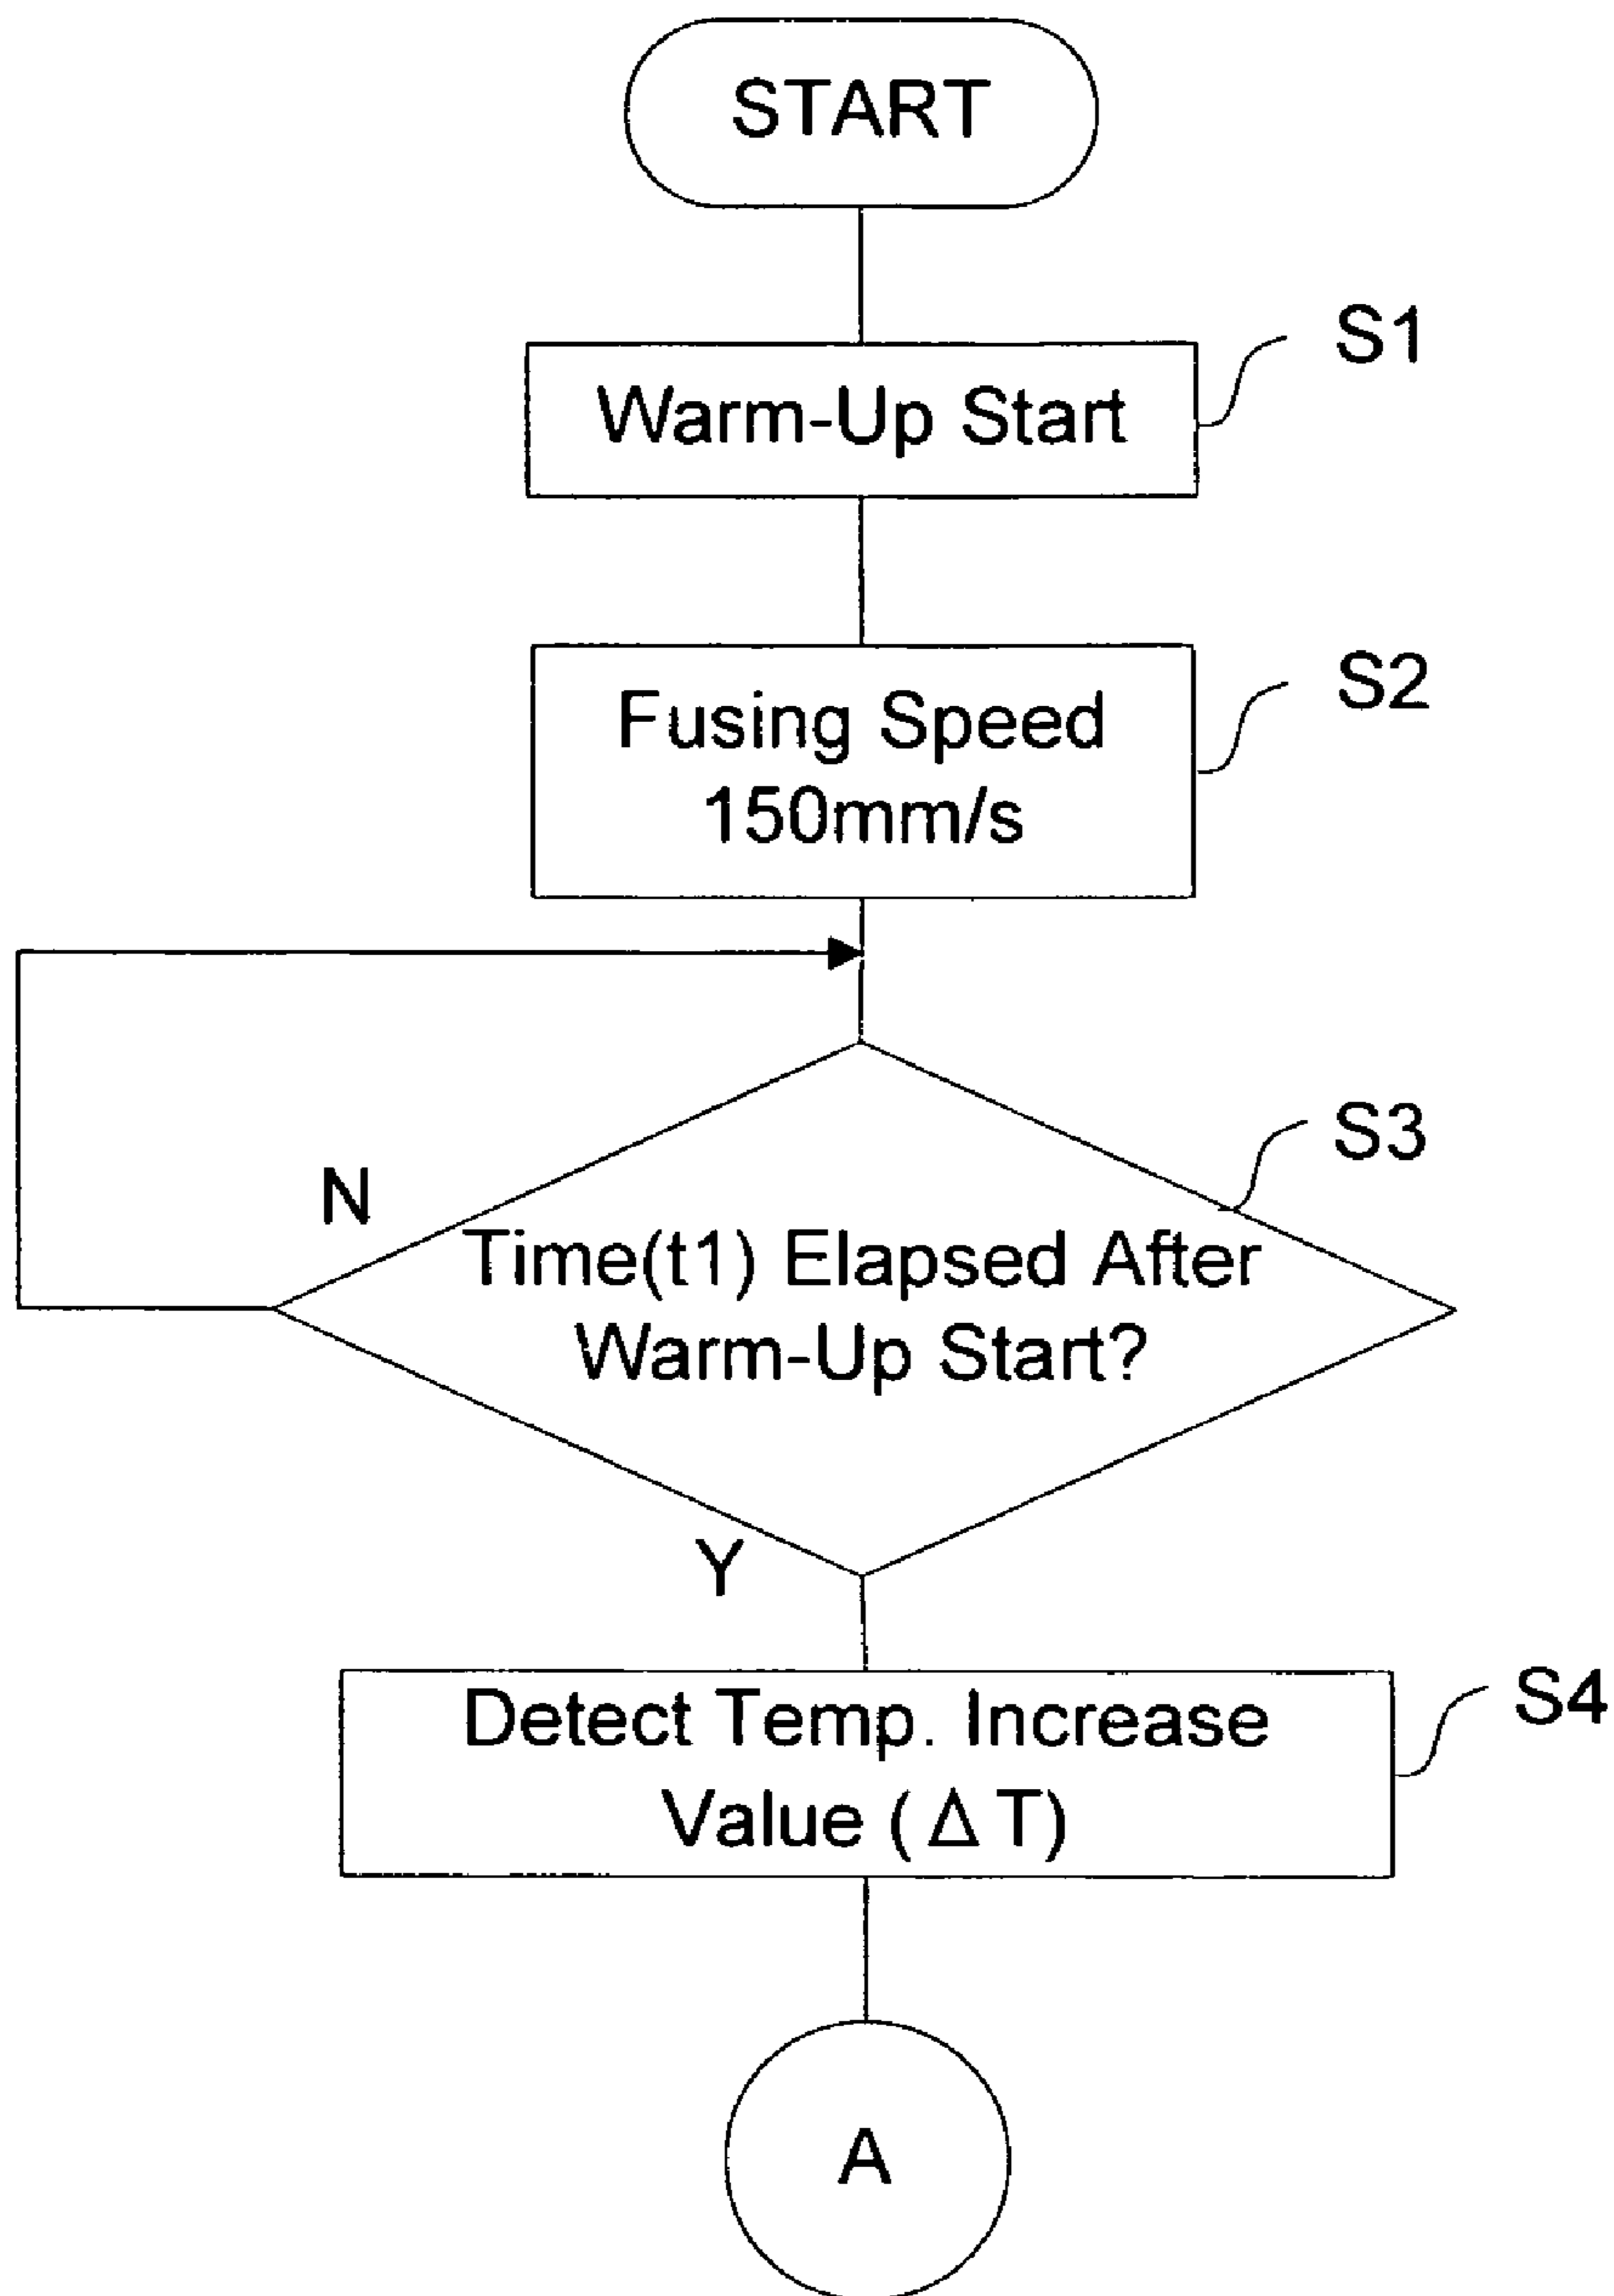 START
Warm-Up Start
S1
Fusing Speed
150mm/s
S2
S3
N
Time(t1) Elapsed After
Warm-Up Start?
Y
Detect Temp. Increase
Value (ΔT)
S4
A